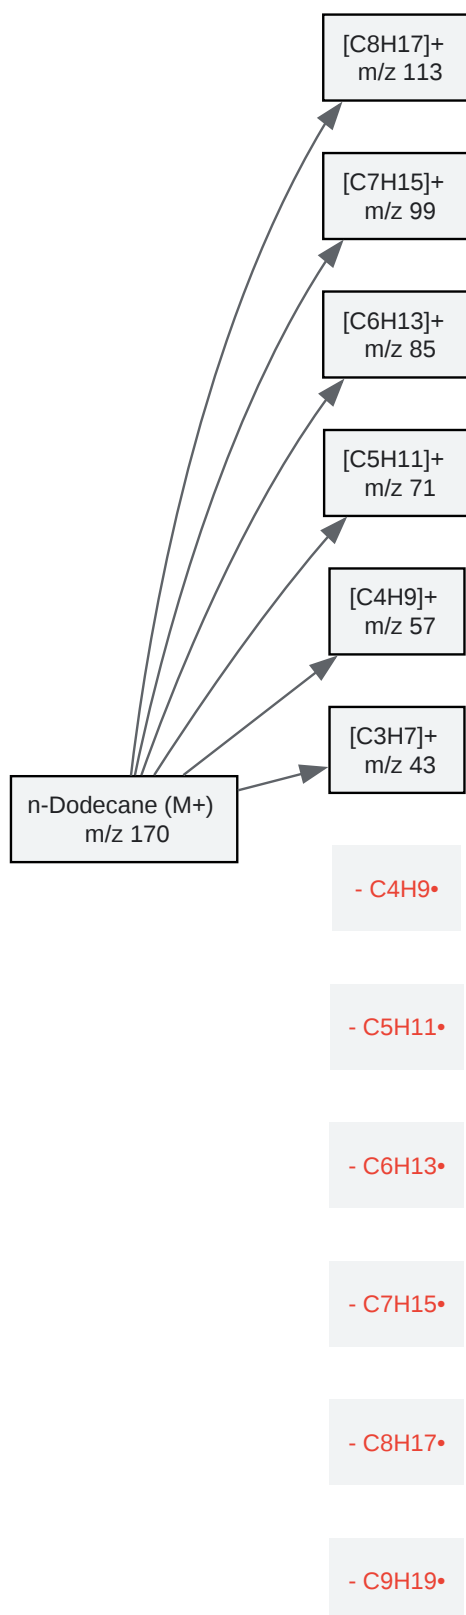 [C8H17]+
m/z 113
[C7H15]+
m/z 99
[C6H13]+
m/z 85
[C5H11]+
m/z 71
[C4H9]+
m/z 57
[C3H7]+
m/z 43
n-Dodecane (M+)
m/z 170
- C4H9•
- C5H11•
- C6H13•
- C7H15•
- C8H17•
- C9H19•